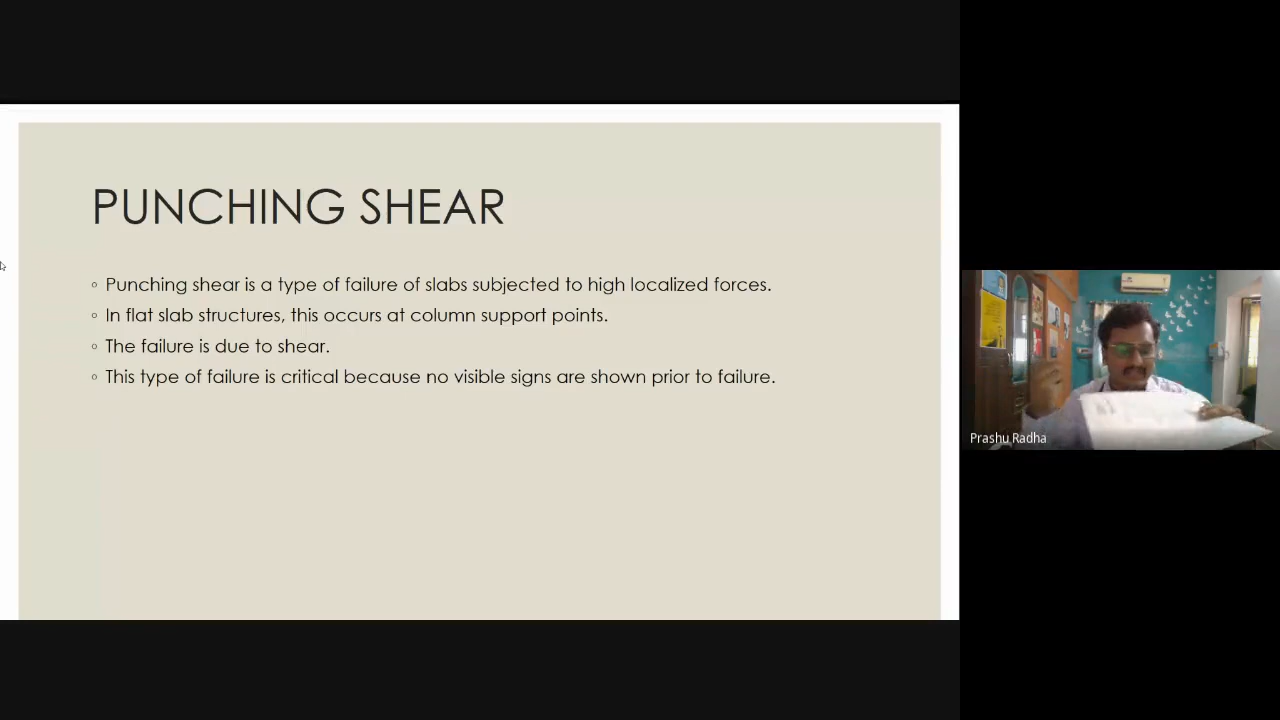 PUNCHING SHEAR
◦ Punching shear is a type of failure of slabs subjected to high localized forces.
◦ In flat slab structures, this occurs at column support points.
◦ The failure is due to shear.
◦ This type of failure is critical because no visible signs are shown prior to failure.
Prashu Radha